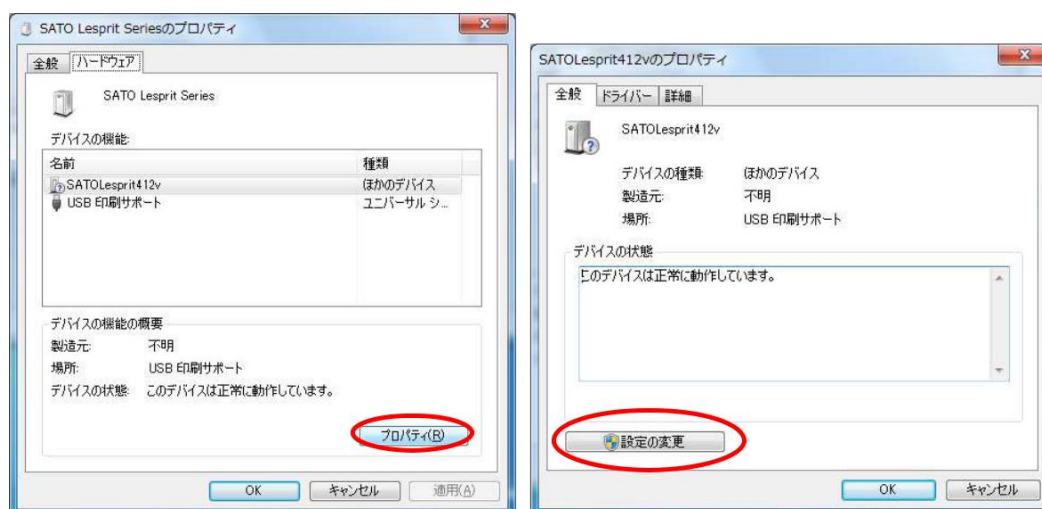 SATO Lesprit Seriesのプロパティ
全般 ハードウェア
SATO Lesprit Series
デバイスの機能:
名前 種類
SATOLesprit412v ほかのデバイス
USB 印刷サポート ユニバーサル シ...
デバイスの機能の概要
製造元: 不明
場所: USB 印刷サポート
デバイスの状態: このデバイスは正常に動作しています。
プロパティ(R)
OK キャンセル 適用(A)
SATOLesprit412vのプロパティ
全般 ドライバー 詳細
SATOLesprit412v
デバイスの種類: ほかのデバイス
製造元: 不明
場所: USB 印刷サポート
デバイスの状態
このデバイスは正常に動作しています。
設定の変更
OK キャンセル